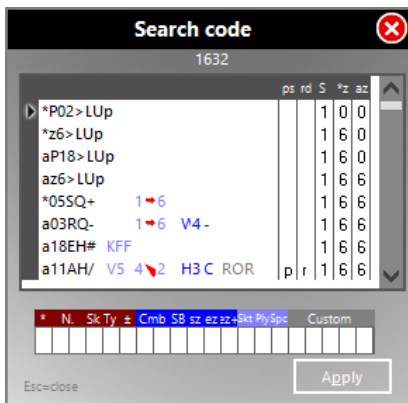 Search code
1632
ps rd S *z az
*P02>LUp 1 0 0
*z6>LUp 1 6 0
aP18>LUp 1 6 0
az6>LUp 1 6 6
*05SQ+ 1 6 1 6 6
a03RQ- 1 6 V4 - 1 6 6
a18EH# KFF 1 6 6
a11AH/ V5 4 2 H3 C ROR p r 1 6 6
* N. Sk Ty ± Cmb SB sz ez ez+ Skt Ply Spc Custom
Esc=close
Apply